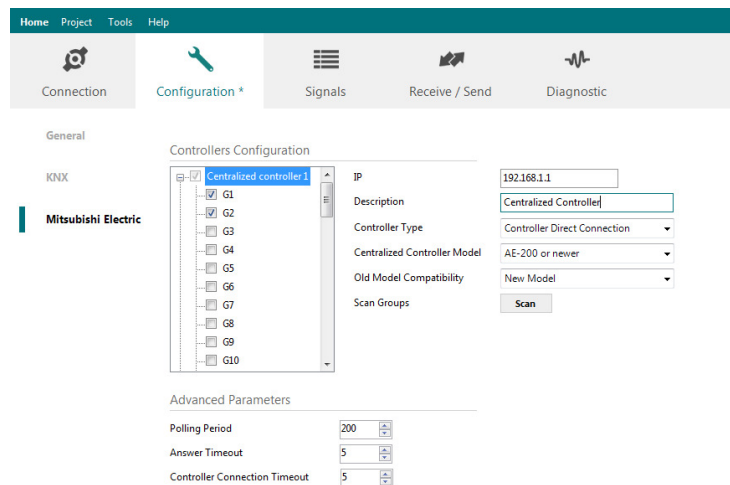 Home Project Tools Help
Connection Configuration * Signals Receive / Send Diagnostic
General
KNX
Mitsubishi Electric
Controllers Configuration
Centralized controller 1
G1
G2
G3
G4
G5
G6
G7
G8
G9
G10
IP 192.168.1.1
Description Centralized Controller
Controller Type Controller Direct Connection
Centralized Controller Model AE-200 or newer
Old Model Compatibility New Model
Scan Groups Scan
Advanced Parameters
Polling Period 200
Answer Timeout 5
Controller Connection Timeout 5